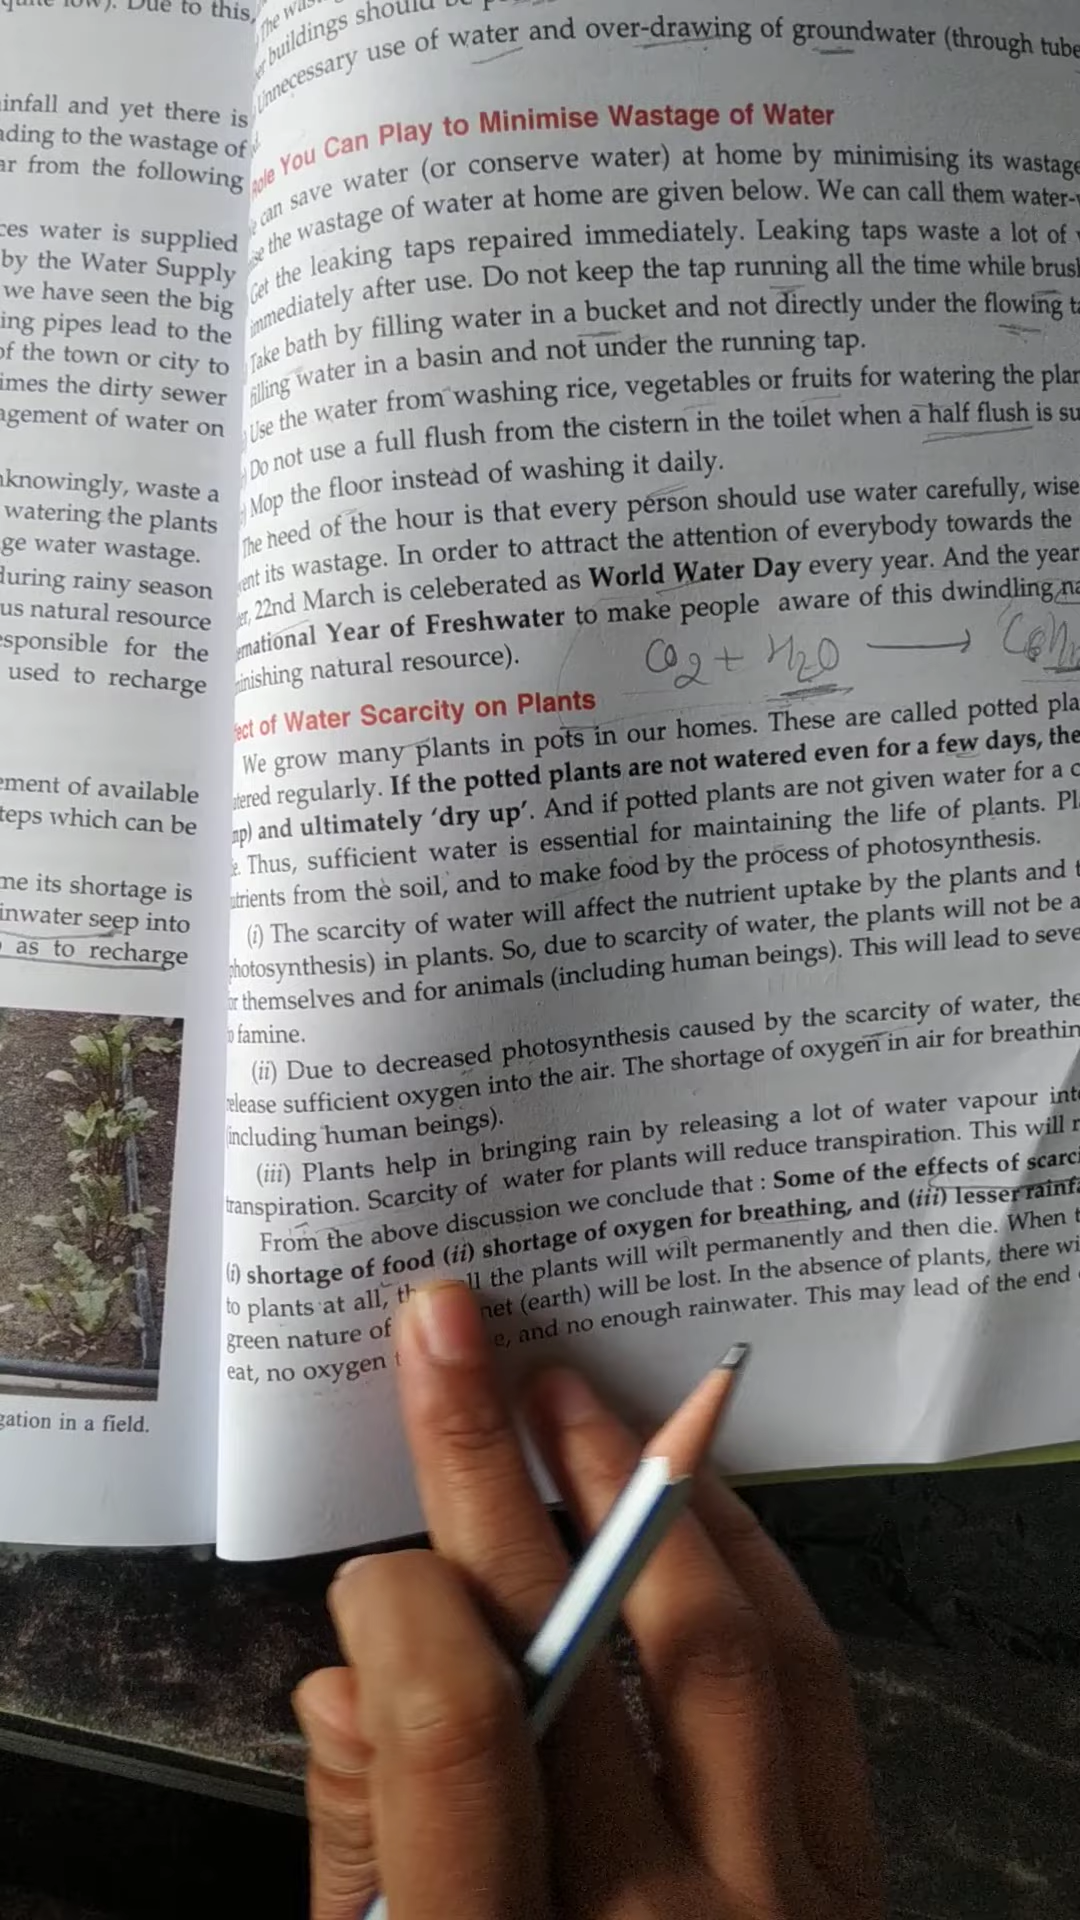 quite low). Due to this,
infall and yet there is
ading to the wastage of
ar from the following
ces water is supplied
by the Water Supply
we have seen the big
ing pipes lead to the
of the town or city to
imes the dirty sewer
agement of water on
knowingly, waste a
watering the plants
ge water wastage.
during rainy season
us natural resource
esponsible for the
used to recharge
ement of available
teps which can be
me its shortage is
inwater seep into
as to recharge
gation in a field.
buildings should be
Unnecessary use of water and over-drawing of groundwater (through tube
Role You Can Play to Minimise Wastage of Water
can save water (or conserve water) at home by minimising its wastage
the wastage of water at home are given below. We can call them water-
Get the leaking taps repaired immediately. Leaking taps waste a lot of
immediately after use. Do not keep the tap running all the time while brush
Take bath by filling water in a bucket and not directly under the flowing ta
filling water in a basin and not under the running tap.
Use the water from washing rice, vegetables or fruits for watering the plan
Do not use a full flush from the cistern in the toilet when a half flush is su
Mop the floor instead of washing it daily.
The need of the hour is that every person should use water carefully, wise
vent its wastage. In order to attract the attention of everybody towards the
er, 22nd March is celeberated as World Water Day every year. And the year
ernational Year of Freshwater to make people aware of this dwindling na
minishing natural resource).
CO2 + H2O ⟶ C6H
ect of Water Scarcity on Plants
We grow many plants in pots in our homes. These are called potted pla
tered regularly. If the potted plants are not watered even for a few days, the
mp) and ultimately 'dry up'. And if potted plants are not given water for a c
e. Thus, sufficient water is essential for maintaining the life of plants. Pl
utrients from the soil, and to make food by the process of photosynthesis.
(i) The scarcity of water will affect the nutrient uptake by the plants and t
photosynthesis) in plants. So, due to scarcity of water, the plants will not be a
or themselves and for animals (including human beings). This will lead to seve
o famine.
(ii) Due to decreased photosynthesis caused by the scarcity of water, the
release sufficient oxygen into the air. The shortage of oxygen in air for breathin
(including human beings).
(iii) Plants help in bringing rain by releasing a lot of water vapour int
transpiration. Scarcity of water for plants will reduce transpiration. This will r
From the above discussion we conclude that : Some of the effects of scarci
(i) shortage of food (ii) shortage of oxygen for breathing, and (iii) lesser rainfa
to plants at all, th ll the plants will wilt permanently and then die. When t
green nature of net (earth) will be lost. In the absence of plants, there wi
eat, no oxygen t e, and no enough rainwater. This may lead of the end